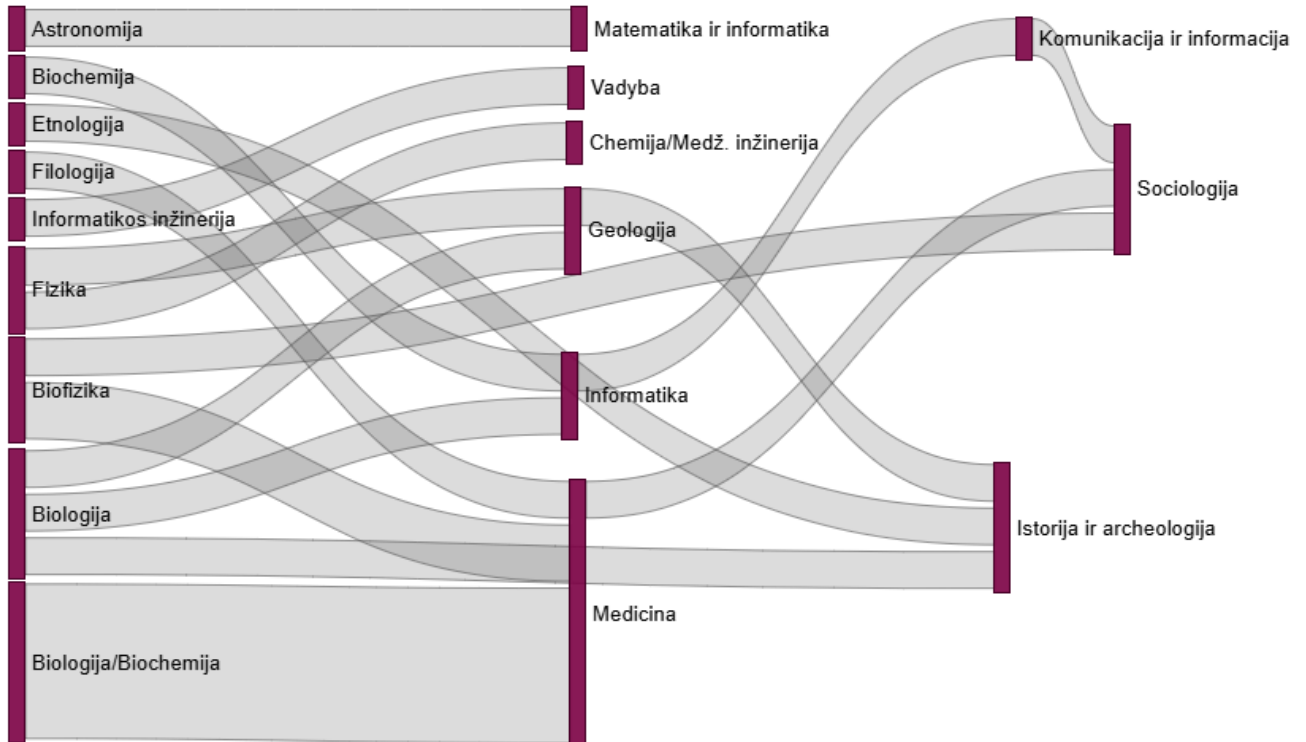 Astronomija
Biochemija
Etnologija
Filologija
Informatikos inžinerija
Fizika
Biofizika
Biologija
Biologija/Biochemija
Matematika ir informatika
Vadyba
Chemija/Medž. inžinerija
Geologija
Informatika
Medicina
Komunikacija ir informacija
Sociologija
Istorija ir archeologija